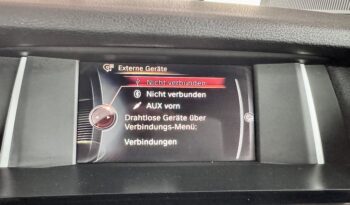 Externe Geräte
Nicht verbunden
Nicht verbunden
AUX vorn
Drahtlose Geräte über
Verbindungs-Menü:
Verbindungen